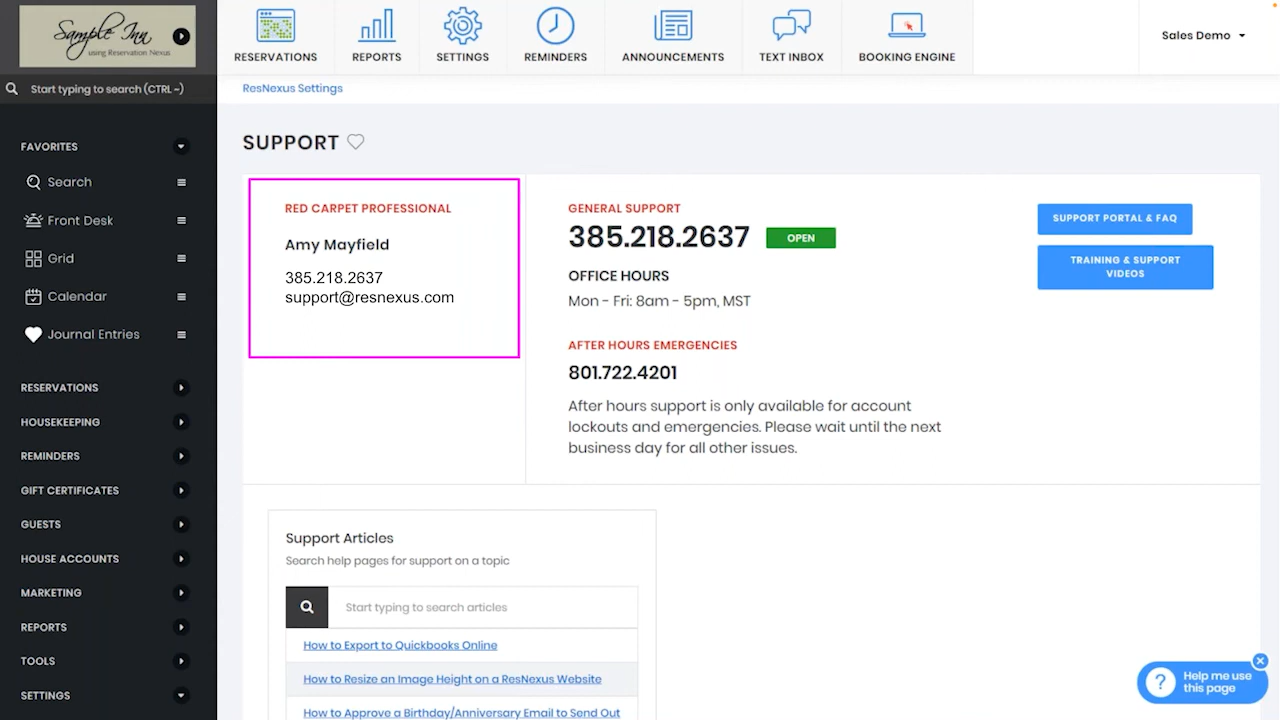 Sample Inn
using Reservation Nexus
Start typing to search (CTRL ~)
FAVORITES
Search
Front Desk
Grid
Calendar
Journal Entries
RESERVATIONS
HOUSEKEEPING
REMINDERS
GIFT CERTIFICATES
GUESTS
HOUSE ACCOUNTS
MARKETING
REPORTS
TOOLS
SETTINGS
RESERVATIONS
REPORTS
SETTINGS
REMINDERS
ANNOUNCEMENTS
TEXT INBOX
BOOKING ENGINE
Sales Demo
ResNexus Settings
SUPPORT
RED CARPET PROFESSIONAL
Amy Mayfield
385.218.2637
support@resnexus.com
GENERAL SUPPORT
385.218.2637 OPEN
OFFICE HOURS
Mon - Fri: 8am - 5pm, MST
AFTER HOURS EMERGENCIES
801.722.4201
After hours support is only available for account
lockouts and emergencies. Please wait until the next
business day for all other issues.
SUPPORT PORTAL & FAQ
TRAINING & SUPPORT
VIDEOS
Support Articles
Search help pages for support on a topic
Start typing to search articles
How to Export to Quickbooks Online
How to Resize an Image Height on a ResNexus Website
How to Approve a Birthday/Anniversary Email to Send Out
? Help me use
this page